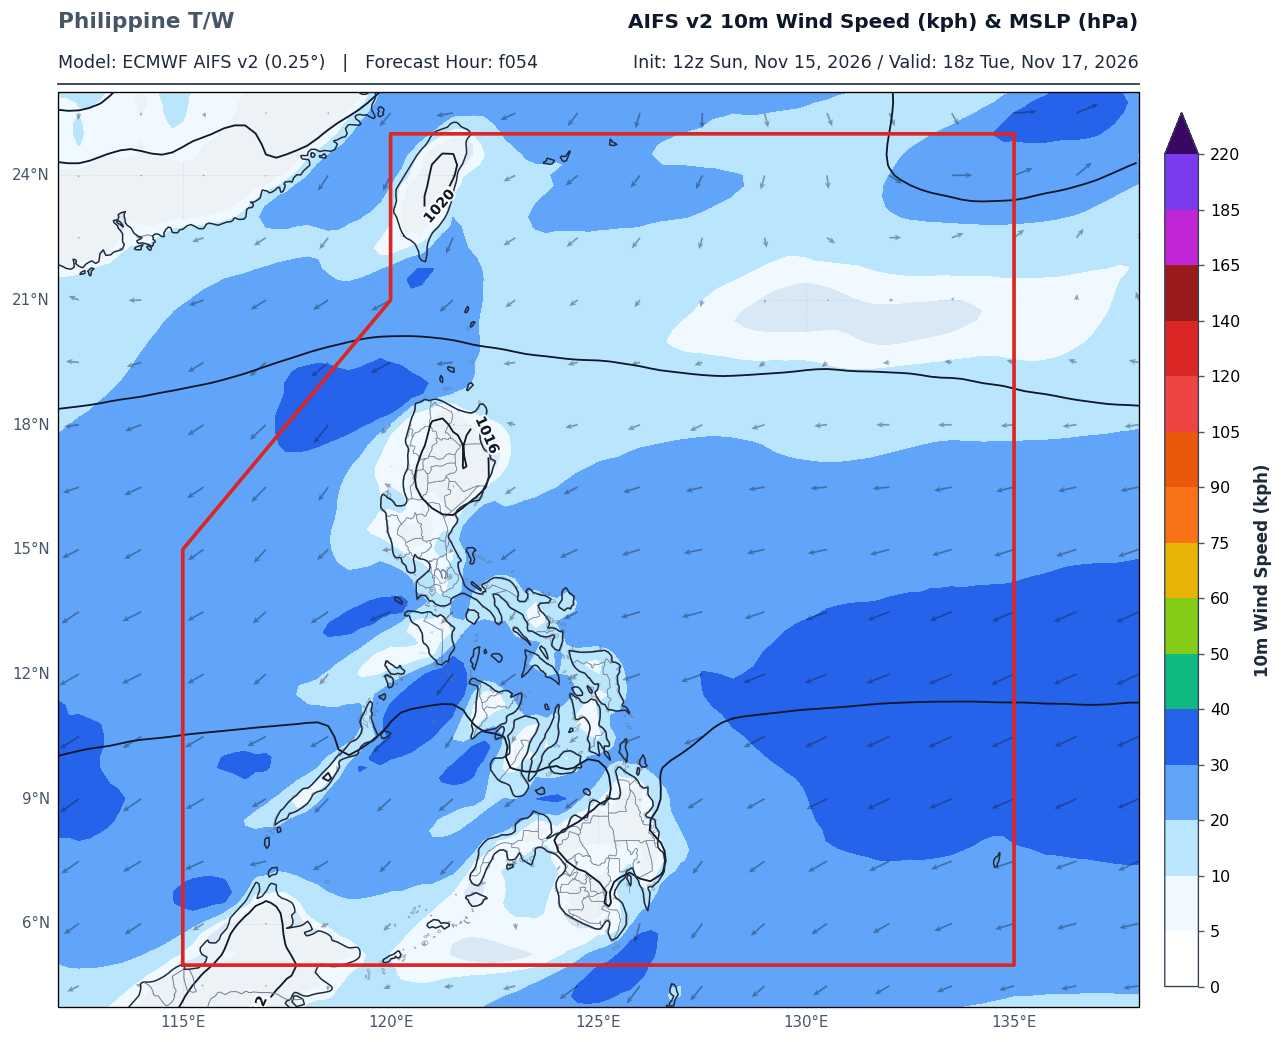 Philippine T/W
AIFS v2 10m Wind Speed (kph) & MSLP (hPa)
Model: ECMWF AIFS v2 (0.25°) | Forecast Hour: f054
Init: 12z Sun, Nov 15, 2026 / Valid: 18z Tue, Nov 17, 2026
24°N
21°N
18°N
15°N
12°N
9°N
6°N
1020
1016
2
115°E
120°E
125°E
130°E
135°E
220
185
165
140
120
105
90
75
60
50
40
30
20
10
5
0
10m Wind Speed (kph)